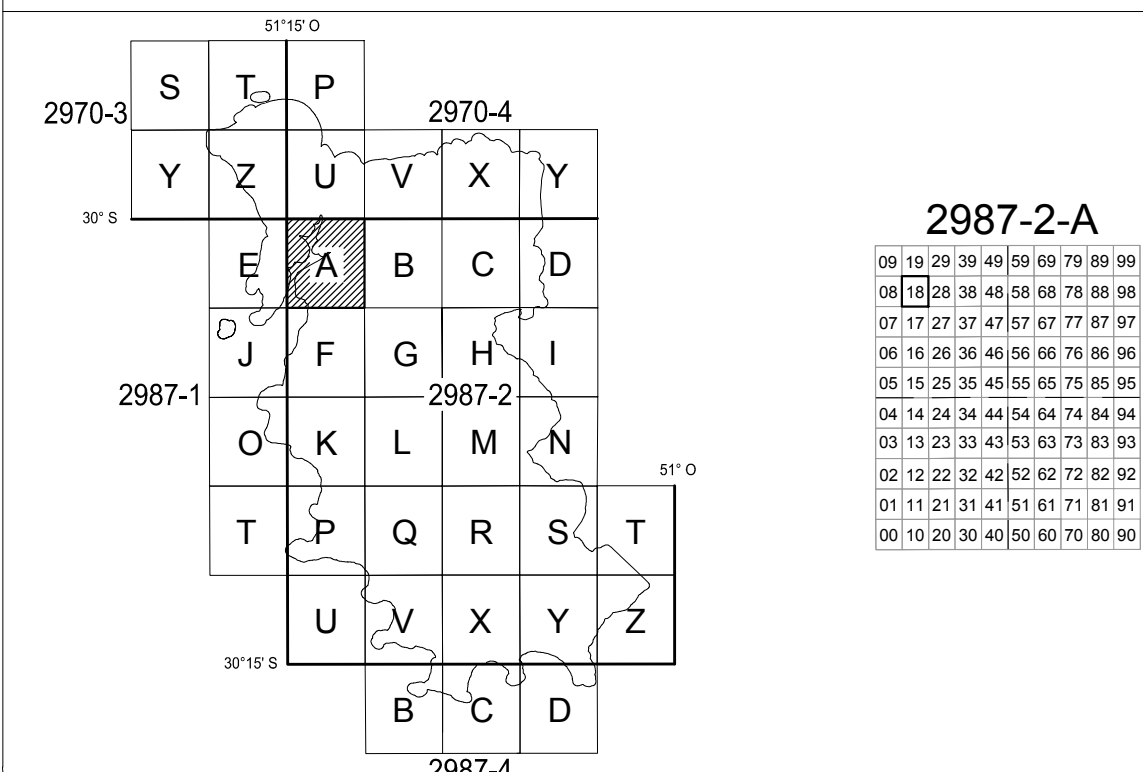 51°15' O
S T P
2970-3 2970-4
Y Z U V X Y
30° S
E A B C D
J F G H I
2987-1 2987-2
O K L M N
51° O
T P Q R S T
U V X Y Z
30°15' S
B C D
2987-4
2987-2-A
09 19 29 39 49 59 69 79 89 99
08 18 28 38 48 58 68 78 88 98
07 17 27 37 47 57 67 77 87 97
06 16 26 36 46 56 66 76 86 96
05 15 25 35 45 55 65 75 85 95
04 14 24 34 44 54 64 74 84 94
03 13 23 33 43 53 63 73 83 93
02 12 22 32 42 52 62 72 82 92
01 11 21 31 41 51 61 71 81 91
00 10 20 30 40 50 60 70 80 90